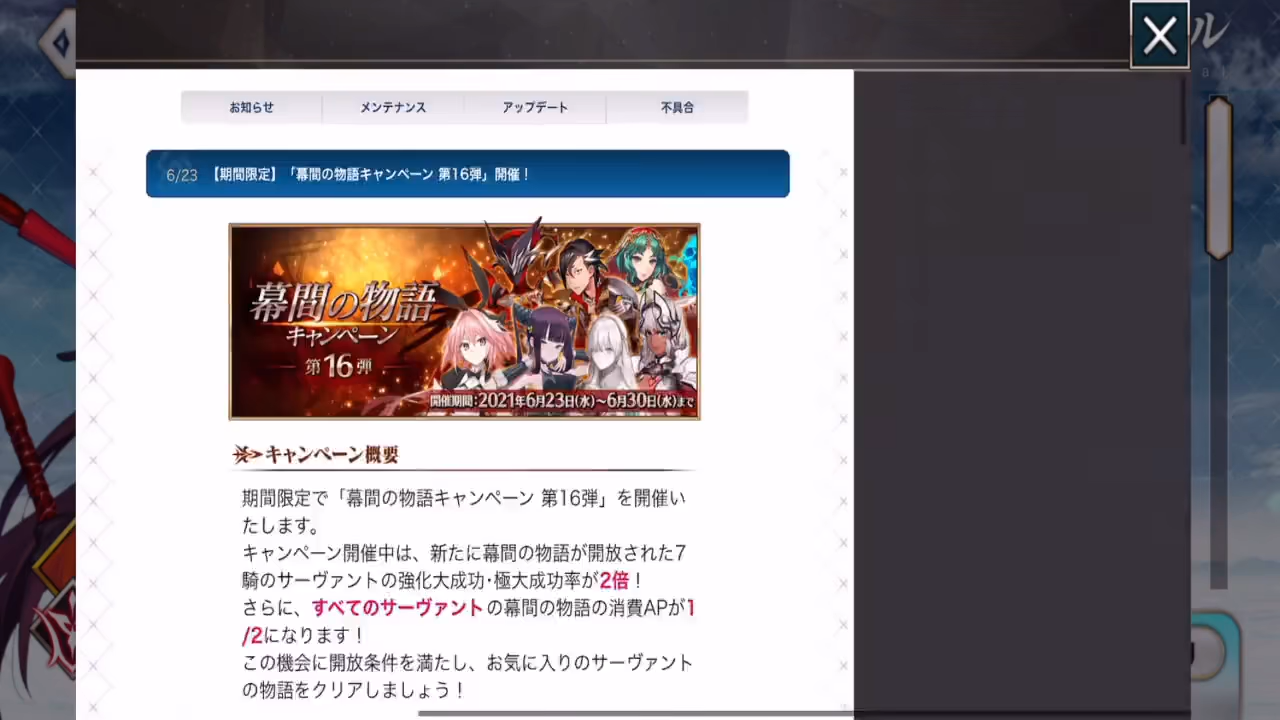 ル
お知らせ
メンテナンス
アップデート
不具合
6/23 【期間限定】「幕間の物語キャンペーン 第16弾」開催！
幕間の物語
キャンペーン
第16弾
開催期間:2021年6月23日(水)~6月30日(水)まで
キャンペーン概要
期間限定で「幕間の物語キャンペーン 第16弾」を開催い
たします。
キャンペーン開催中は、新たに幕間の物語が開放された7
騎のサーヴァントの強化大成功･極大成功率が2倍！
さらに、すべてのサーヴァントの幕間の物語の消費APが1
/2になります！
この機会に開放条件を満たし、お気に入りのサーヴァント
の物語をクリアしましょう！